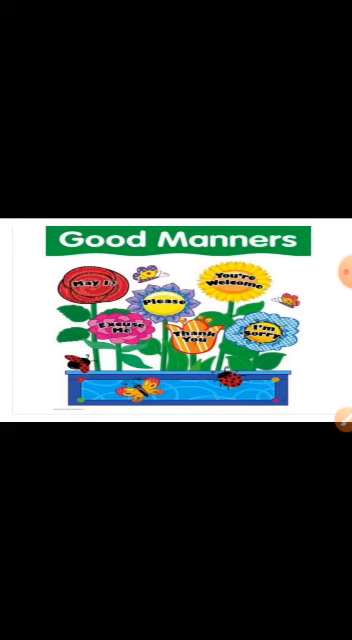 Good Manners
May I?
You're
Welcome
Please
Excuse
Me
Thank
You
I'm
Sorry